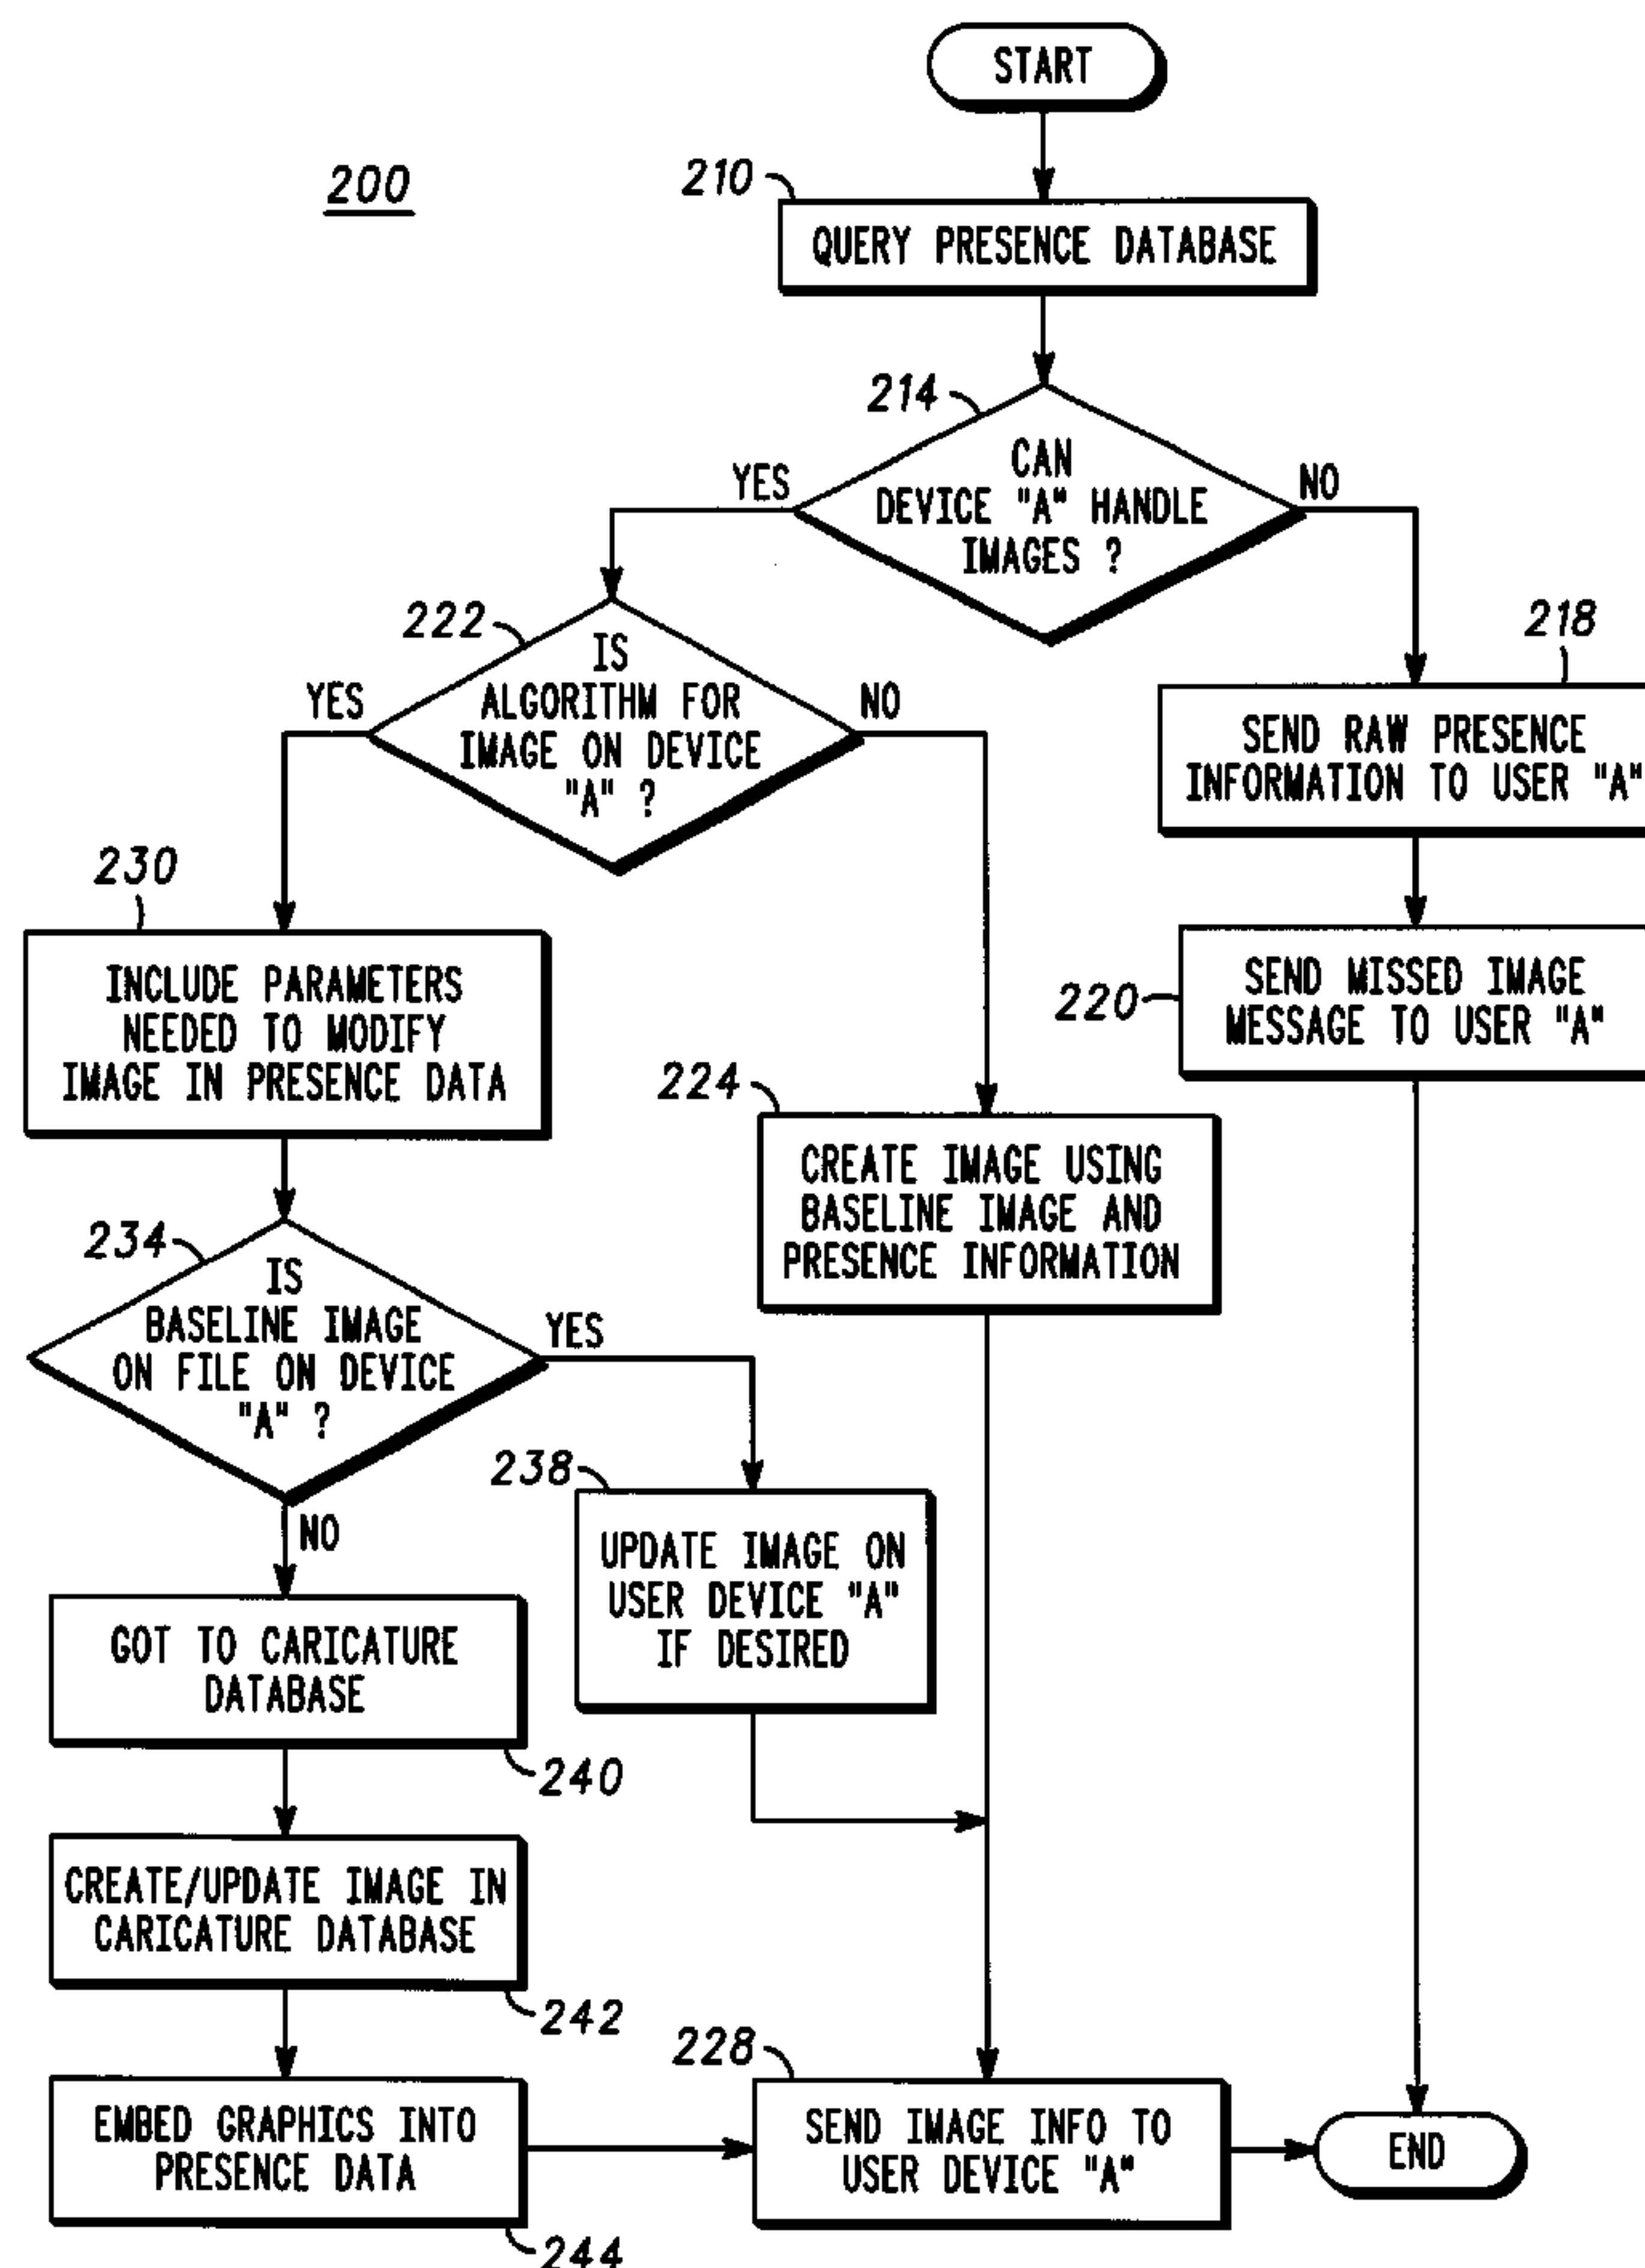 START
200
210
QUERY PRESENCE DATABASE
214
CAN
DEVICE "A" HANDLE
IMAGES ?
YES
NO
222
IS
ALGORITHM FOR
IMAGE ON DEVICE
"A" ?
YES
NO
218
SEND RAW PRESENCE
INFORMATION TO USER "A"
230
INCLUDE PARAMETERS
NEEDED TO MODIFY
IMAGE IN PRESENCE DATA
220
SEND MISSED IMAGE
MESSAGE TO USER "A"
224
CREATE IMAGE USING
BASELINE IMAGE AND
PRESENCE INFORMATION
234
IS
BASELINE IMAGE
ON FILE ON DEVICE
"A" ?
YES
NO
238
UPDATE IMAGE ON
USER DEVICE "A"
IF DESIRED
GOT TO CARICATURE
DATABASE
240
CREATE/UPDATE IMAGE IN
CARICATURE DATABASE
242
EMBED GRAPHICS INTO
PRESENCE DATA
244
228
SEND IMAGE INFO TO
USER DEVICE "A"
END